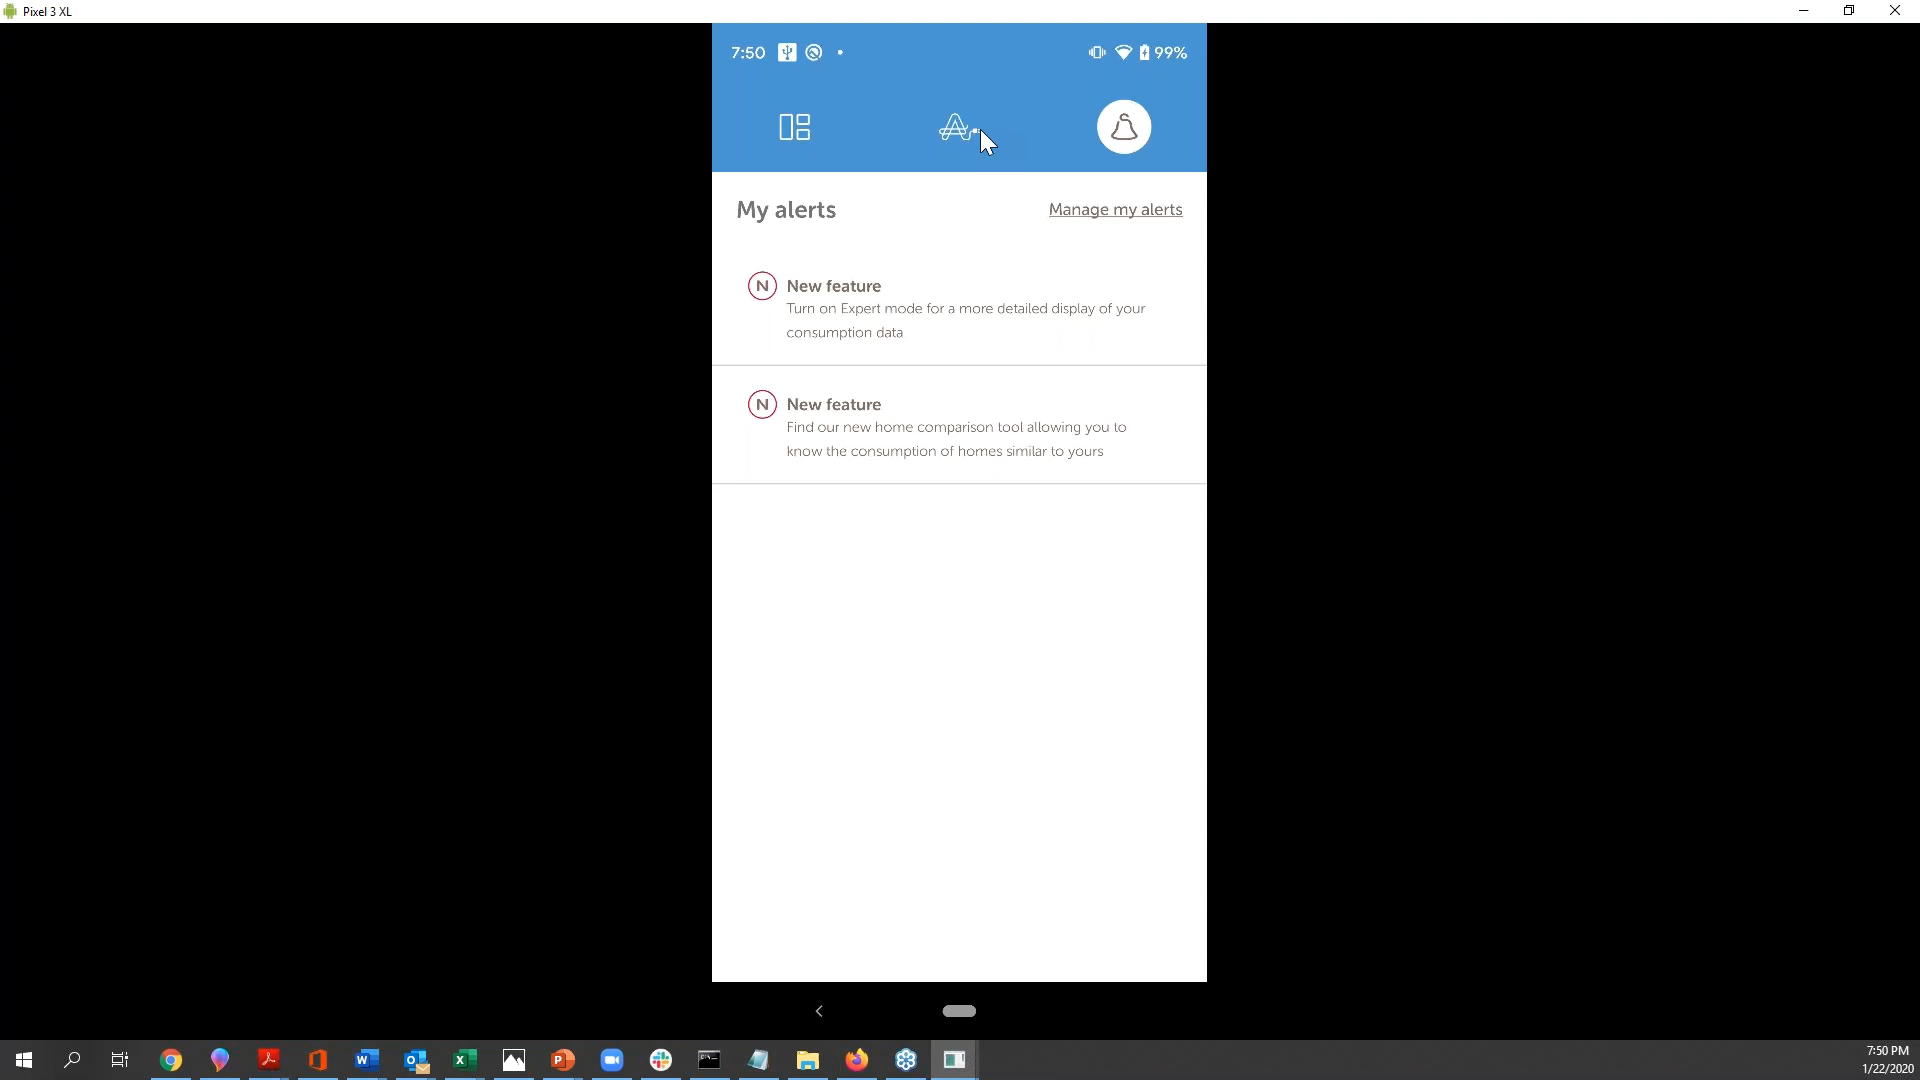 Pixel 3 XL
7:50
99%
My alerts
Manage my alerts
N
New feature
Turn on Expert mode for a more detailed display of your
consumption data
N
New feature
Find our new home comparison tool allowing you to
know the consumption of homes similar to yours
7:50 PM
1/22/2020